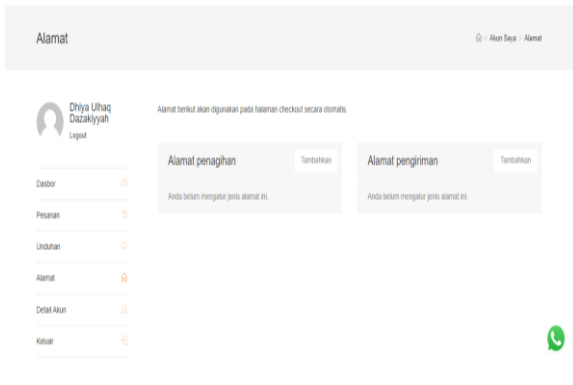 Alamat
> Akun Saya > Alamat
Dhiya Ulhaq
Dazakiyyah
Logout
Dasbor
Pesanan
Unduhan
Alamat
Detail Akun
Keluar
Alamat berikut akan digunakan pada halaman checkout secara otomatis.
Alamat penagihan
Tambahkan
Anda belum mengatur jenis alamat ini.
Alamat pengiriman
Tambahkan
Anda belum mengatur jenis alamat ini.